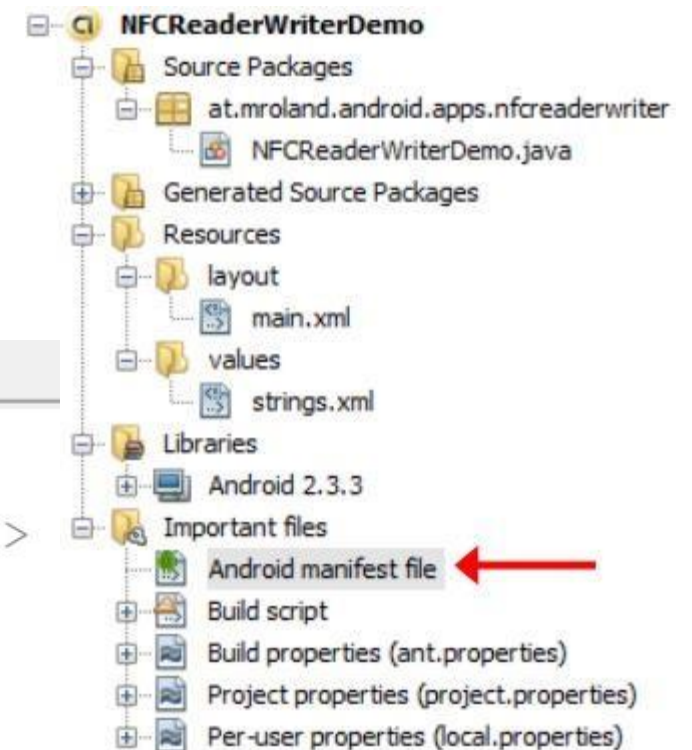 NFCReaderWriterDemo
Source Packages
at.mroland.android.apps.nfcreaderwriter
NFCReaderWriterDemo.java
Generated Source Packages
Resources
layout
main.xml
values
strings.xml
Libraries
Android 2.3.3
>
Important files
Android manifest file
Build script
Build properties (ant.properties)
Project properties (project.properties)
Per-user properties (local.properties)